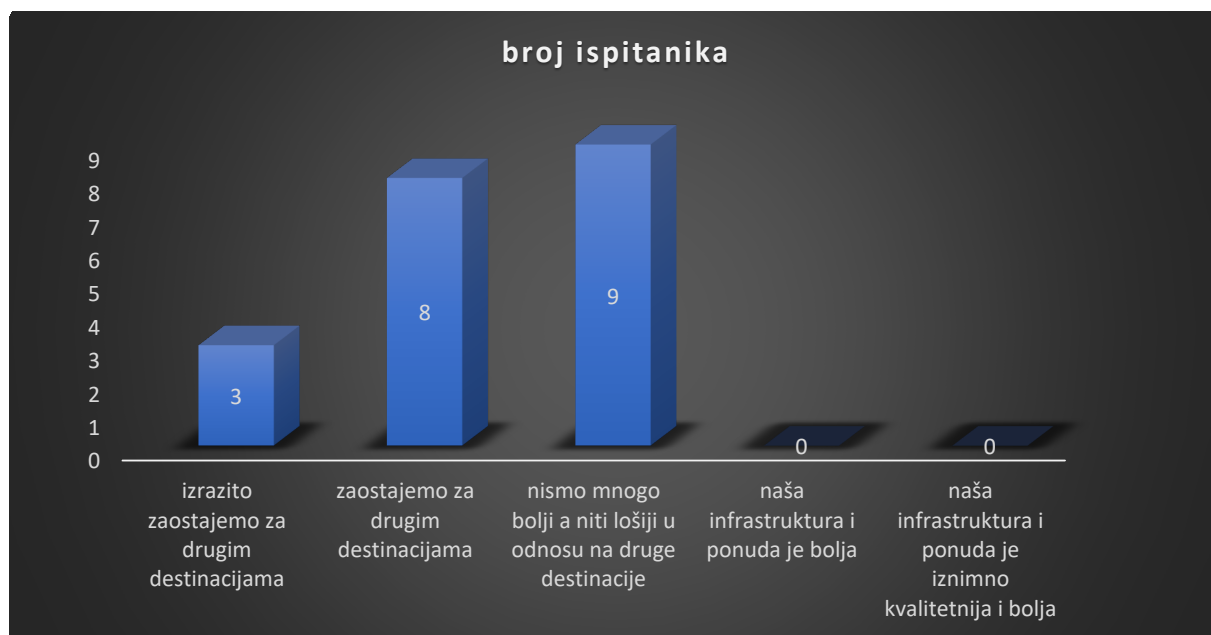 broj ispitanika
9
8
7
6
5
4
3
2
1
0
3
8
9
0
0
izrazito
zaostajemo za
drugim
destinacijama
zaostajemo za
drugim
destinacijama
nismo mnogo
bolji a niti lošiji u
odnosu na druge
destinacije
naša
infrastruktura i
ponuda je bolja
naša
infrastruktura i
ponuda je
iznimno
kvalitetnija i bolja